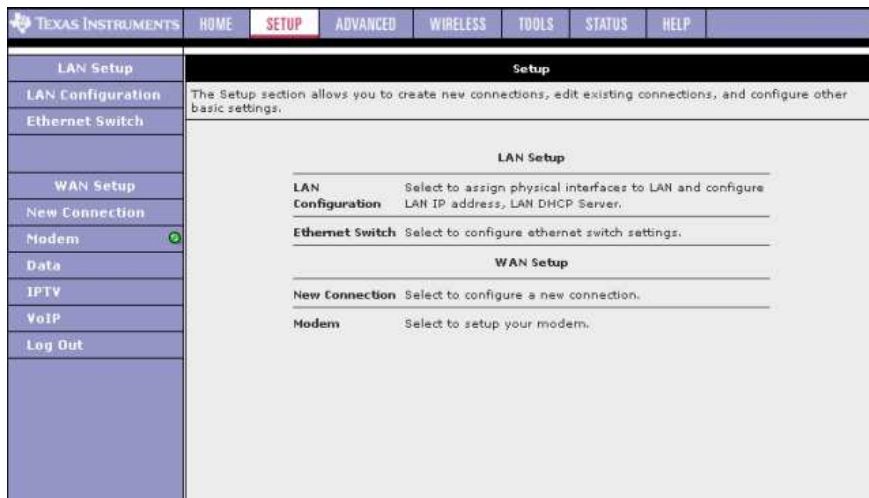 TEXAS INSTRUMENTS
HOME
SETUP
ADVANCED
WIRELESS
TOOLS
STATUS
HELP
LAN Setup
LAN Configuration
Ethernet Switch
WAN Setup
New Connection
Modem
Data
IPTV
VoIP
Log Out
Setup
The Setup section allows you to create new connections, edit existing connections, and configure other
basic settings.
LAN Setup
LAN
Configuration
Select to assign physical interfaces to LAN and configure
LAN IP address, LAN DHCP Server.
Ethernet Switch Select to configure ethernet switch settings.
WAN Setup
New Connection Select to configure a new connection.
Modem Select to setup your modem.